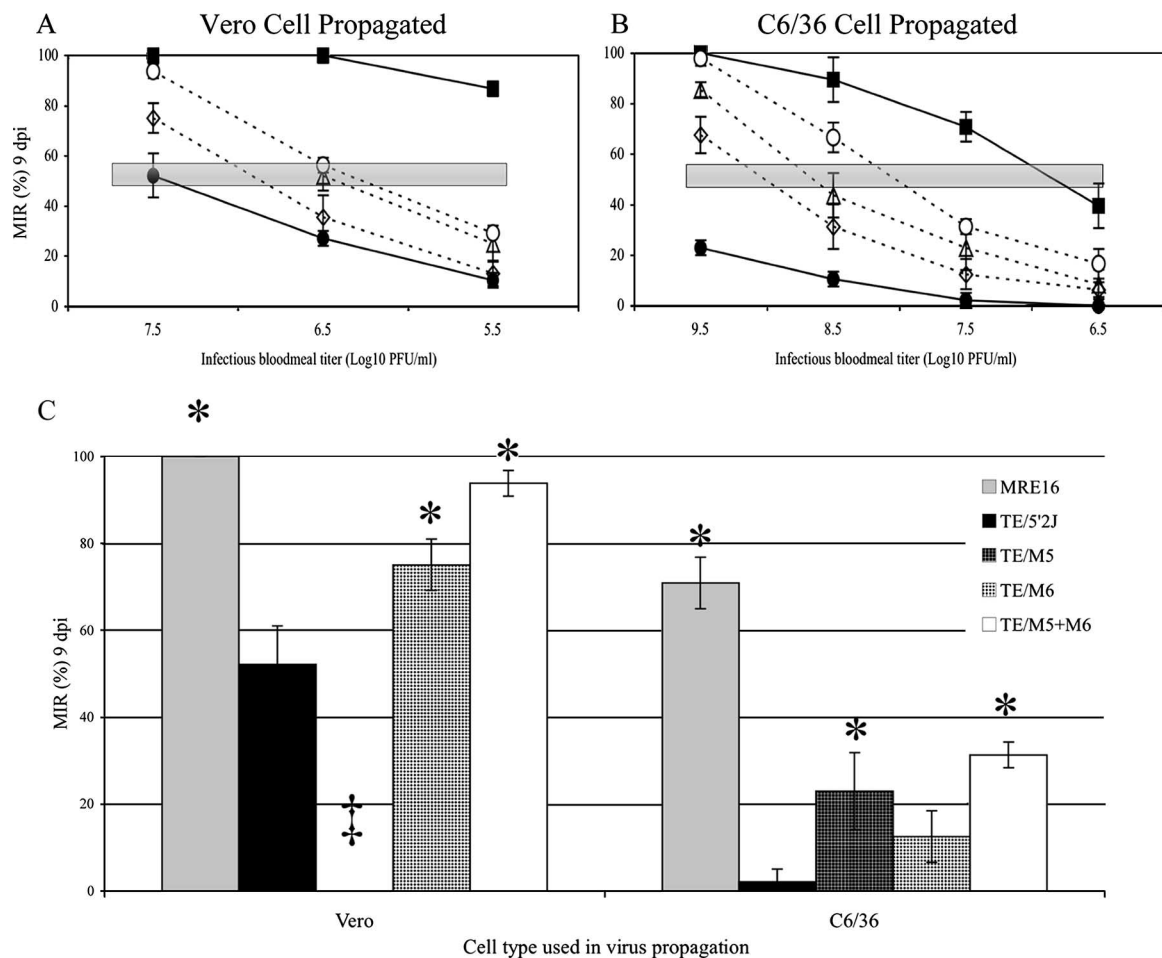 A
Vero Cell Propagated
B
C6/36 Cell Propagated
MIR (%) 9 dpi
100
80
60
40
20
0
7.5 6.5 5.5
Infectious bloodmeal titer (Log10 PFU/ml)
100
80
60
40
20
0
9.5 8.5 7.5 6.5
Infectious bloodmeal titer (Log10 PFU/ml)
C
MIR (%) 9 dpi
100
80
60
40
20
0
*
‡
*
*
*
*
*
MRE16
TE/5'2J
TE/M5
TE/M6
TE/M5+M6
Vero C6/36
Cell type used in virus propagation